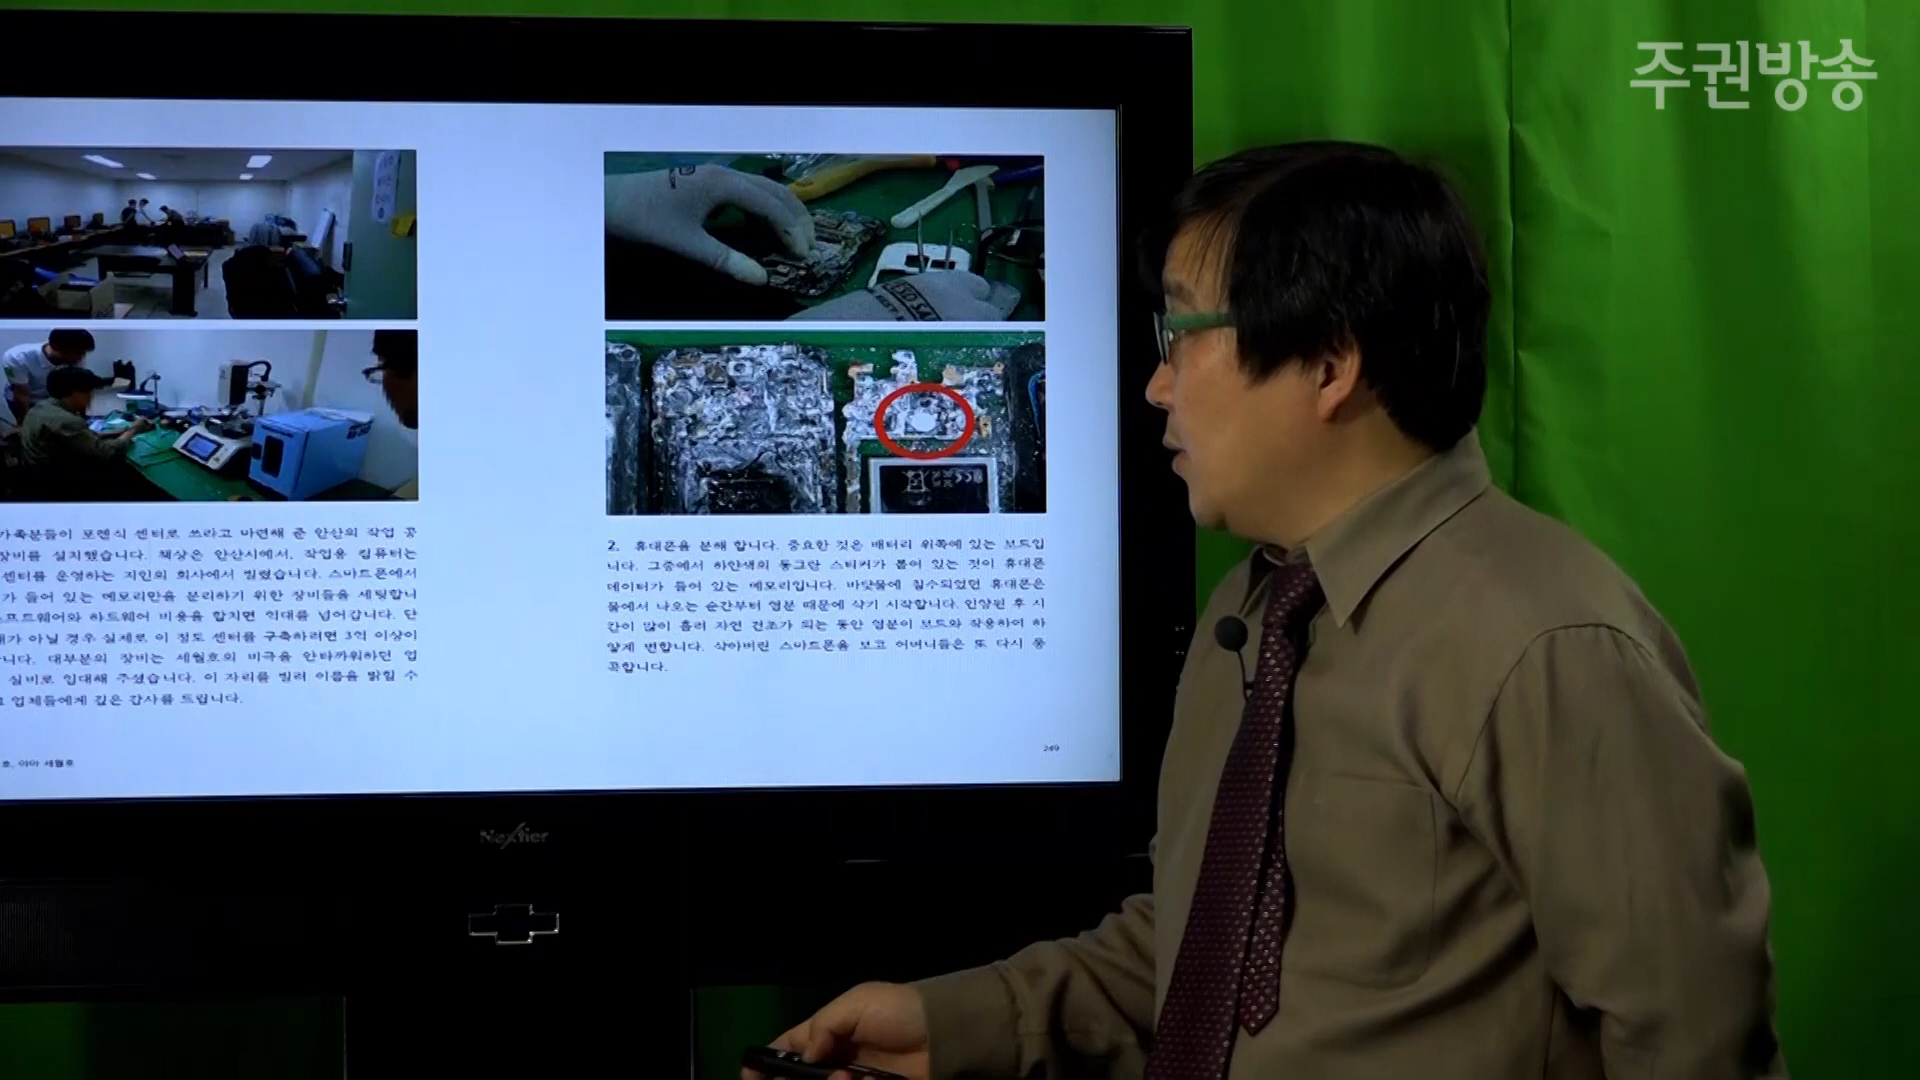 주권방송
가족분들이 포렌식 센터로 쓰라고 마련해 준 안산의 작업 공
장비를 설치했습니다. 책상은 안산시에서, 작업용 컴퓨터는
센터를 운영하는 지인의 회사에서 빌렸습니다. 스마트폰에서
가 들어 있는 메모리만을 분리하기 위한 장비들을 세팅합니
프트웨어와 하드웨어 비용을 합치면 억대를 넘어갑니다. 단
가 아닐 경우 실제로 이 정도 센터를 구축하려면 3억 이상이
니다. 대부분의 장비는 세월호의 비극을 안타까워하던 업
실비로 임대해 주셨습니다. 이 자리를 빌려 이름을 밝힐 수
업체들에게 깊은 감사를 드립니다.
호, 아아 세월호
2. 휴대폰을 분해 합니다. 중요한 것은 배터리 위쪽에 있는 보드입
니다. 그중에서 하얀색의 동그란 스티커가 붙어 있는 것이 휴대폰
데이터가 들어 있는 메모리입니다. 바닷물에 침수되었던 휴대폰은
물에서 나오는 순간부터 염분 때문에 삭기 시작합니다. 인양된 후 시
간이 많이 흘러 자연 건조가 되는 동안 염분이 보드와 작용하여 하
얗게 변합니다. 삭아버린 스마트폰을 보고 어머니들은 또 다시 통
곡합니다.
249
Nextier